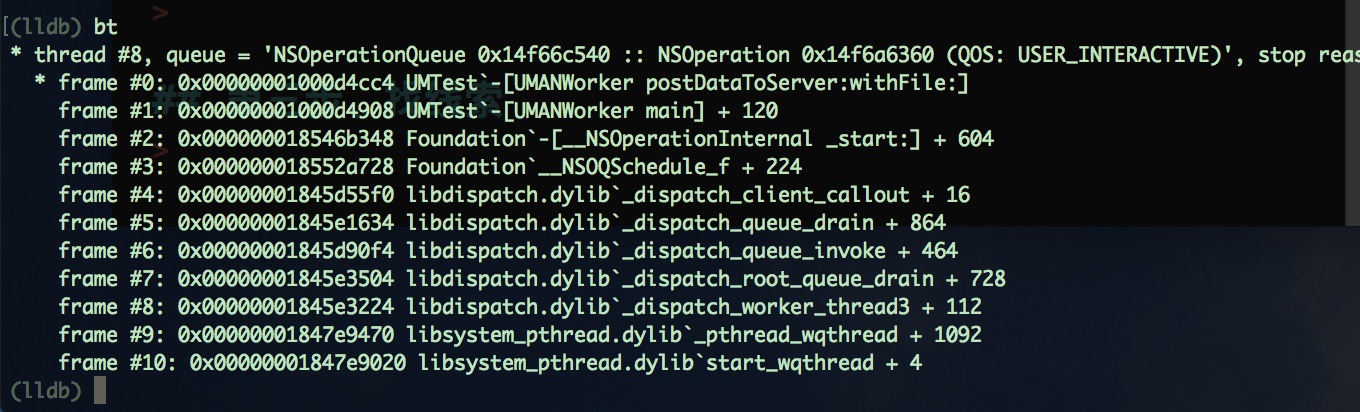 [(lldb) bt
* thread #8, queue = 'NSOperationQueue 0x14f66c540 :: NSOperation 0x14f6a6360 (QOS: USER_INTERACTIVE)', stop reas
* frame #0: 0x00000001000d4cc4 UMTest`-[UMANWorker postDataToServer:withFile:]
frame #1: 0x00000001000d4908 UMTest`-[UMANWorker main] + 120
frame #2: 0x000000018546b348 Foundation`-[__NSOperationInternal _start:] + 604
frame #3: 0x000000018552a728 Foundation`__NSOQSchedule_f + 224
frame #4: 0x00000001845d55f0 libdispatch.dylib`_dispatch_client_callout + 16
frame #5: 0x00000001845e1634 libdispatch.dylib`_dispatch_queue_drain + 864
frame #6: 0x00000001845d90f4 libdispatch.dylib`_dispatch_queue_invoke + 464
frame #7: 0x00000001845e3504 libdispatch.dylib`_dispatch_root_queue_drain + 728
frame #8: 0x00000001845e3224 libdispatch.dylib`_dispatch_worker_thread3 + 112
frame #9: 0x00000001847e9470 libsystem_pthread.dylib`_pthread_wqthread + 1092
frame #10: 0x00000001847e9020 libsystem_pthread.dylib`start_wqthread + 4
(lldb)